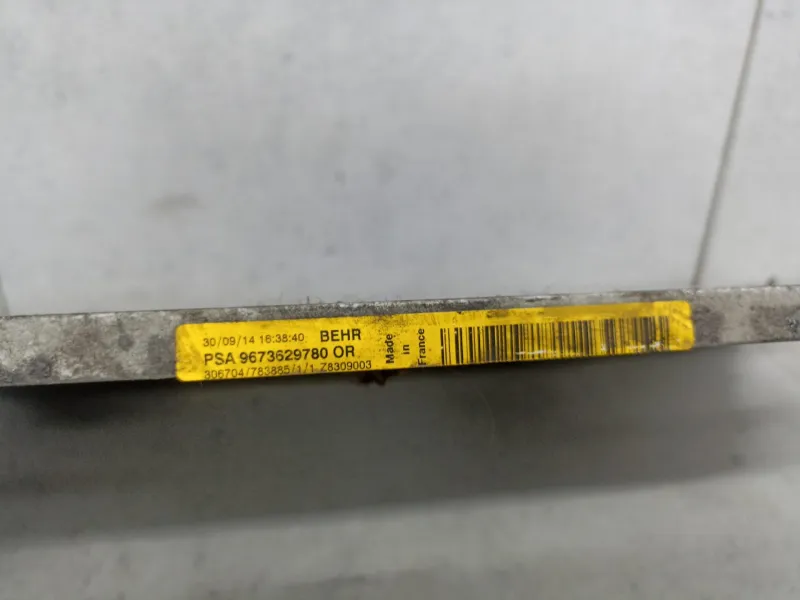 30/09/14 16:38:40 BEHR
PSA 9673629780 OR
306704/783885/1/1 Z8309003
Made
in
France